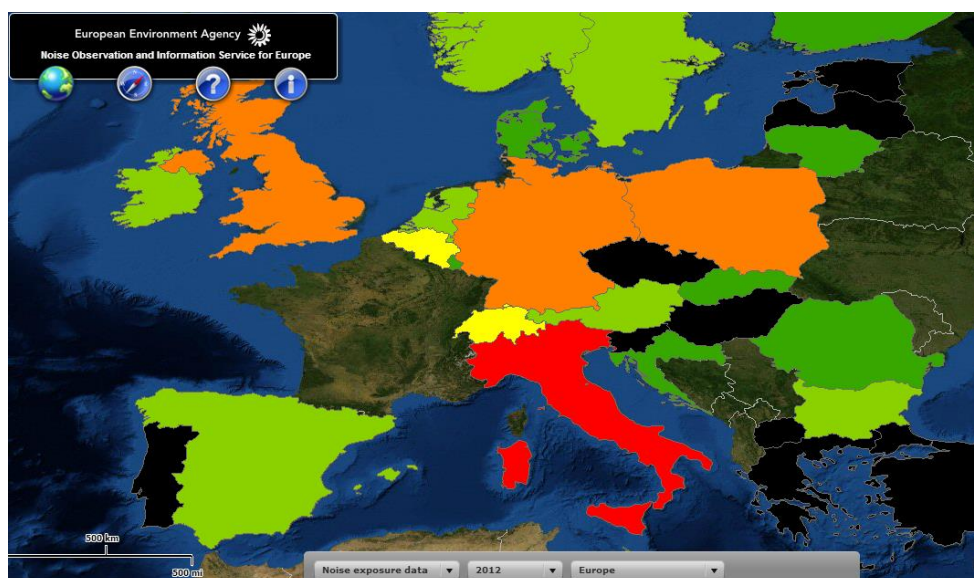 European Environment Agency
Noise Observation and Information Service for Europe
?
i
500 km
500 mi
Noise exposure data
2012
Europe